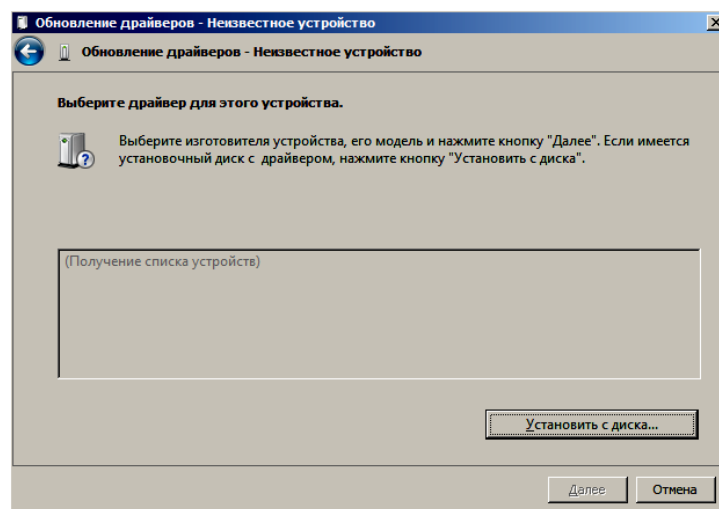 Обновление драйверов - Неизвестное устройство
Обновление драйверов - Неизвестное устройство
Выберите драйвер для этого устройства.
Выберите изготовителя устройства, его модель и нажмите кнопку "Далее". Если имеется
установочный диск с драйвером, нажмите кнопку "Установить с диска".
(Получение списка устройств)
Установить с диска...
Далее
Отмена